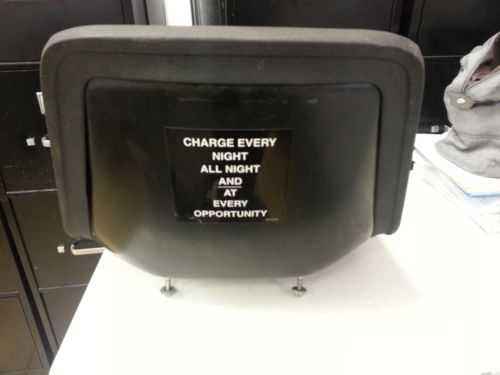 CHARGE EVERY
NIGHT
ALL NIGHT
AND
AT
EVERY
OPPORTUNITY